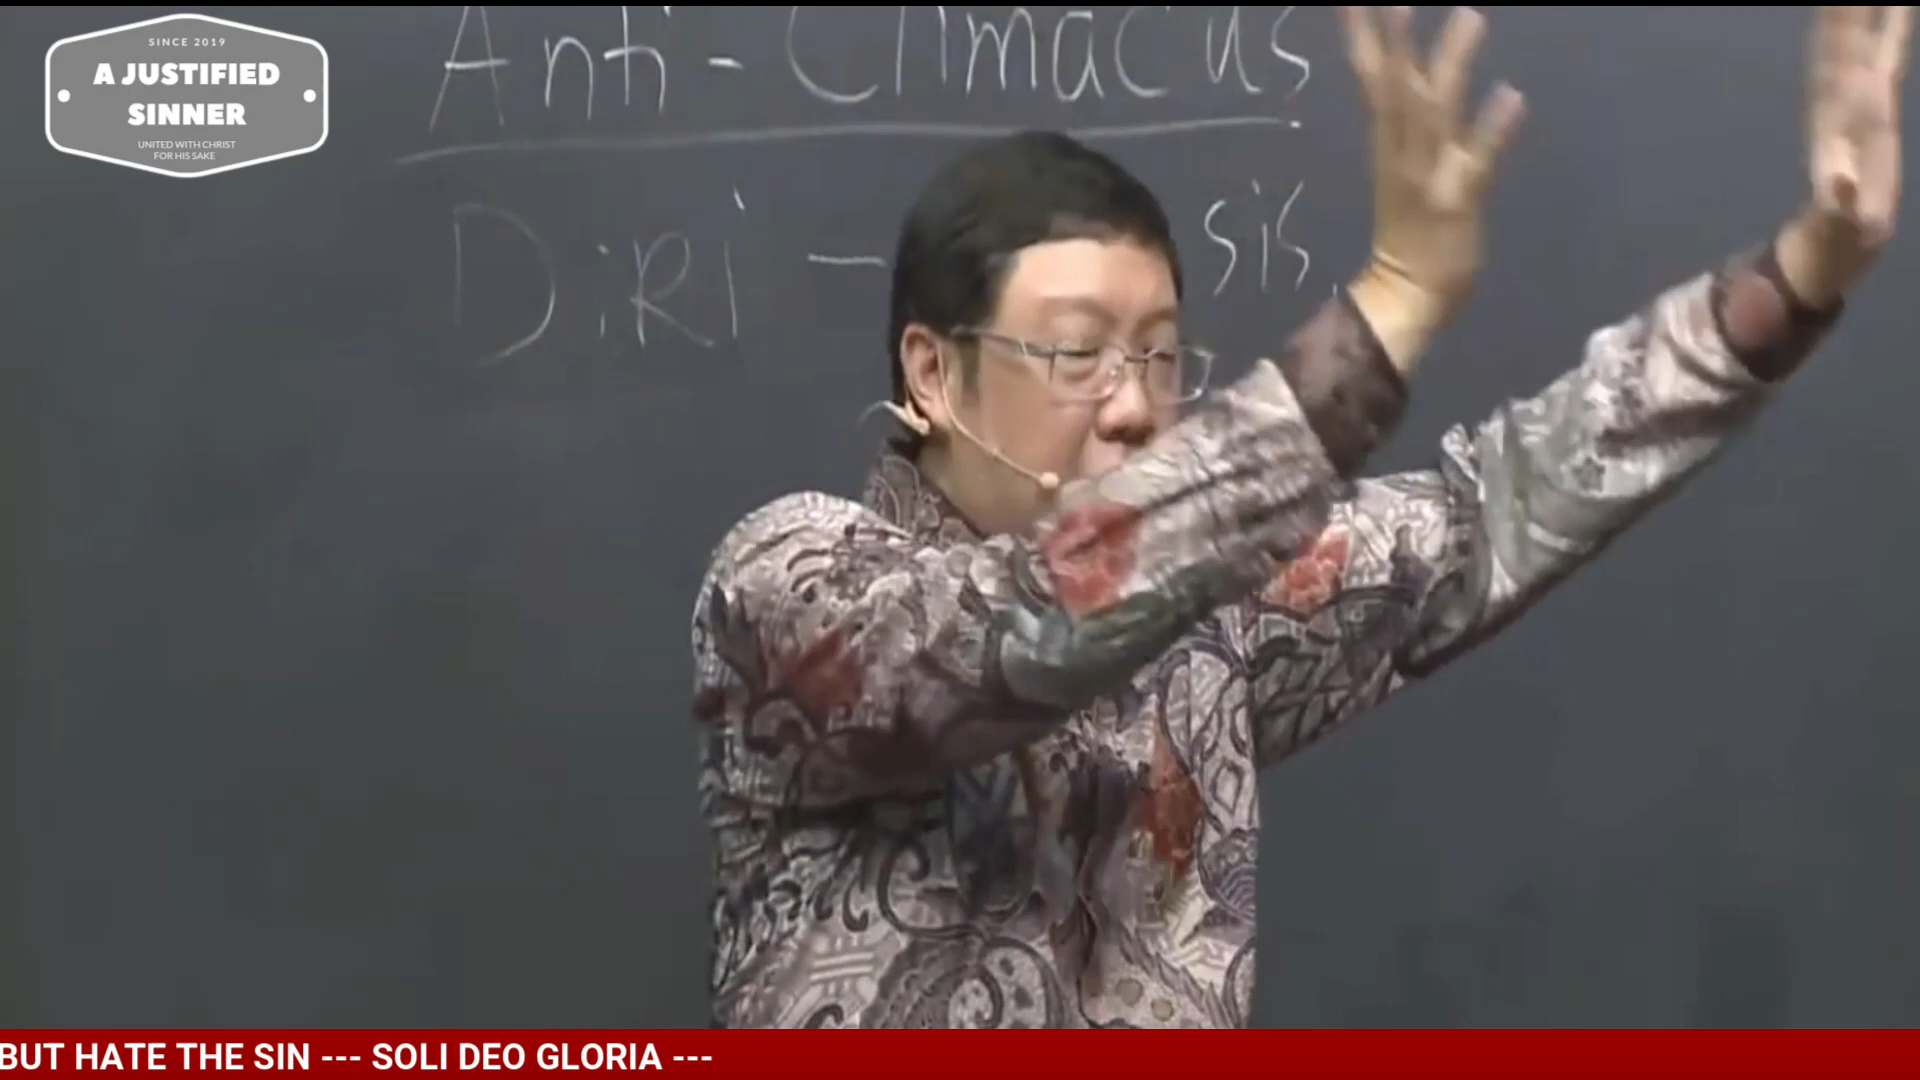 SINCE 2019
A JUSTIFIED
SINNER
UNITED WITH CHRIST
FOR HIS SAKE
Anti-Climacus
DiRi - sis
BUT HATE THE SIN --- SOLI DEO GLORIA ---